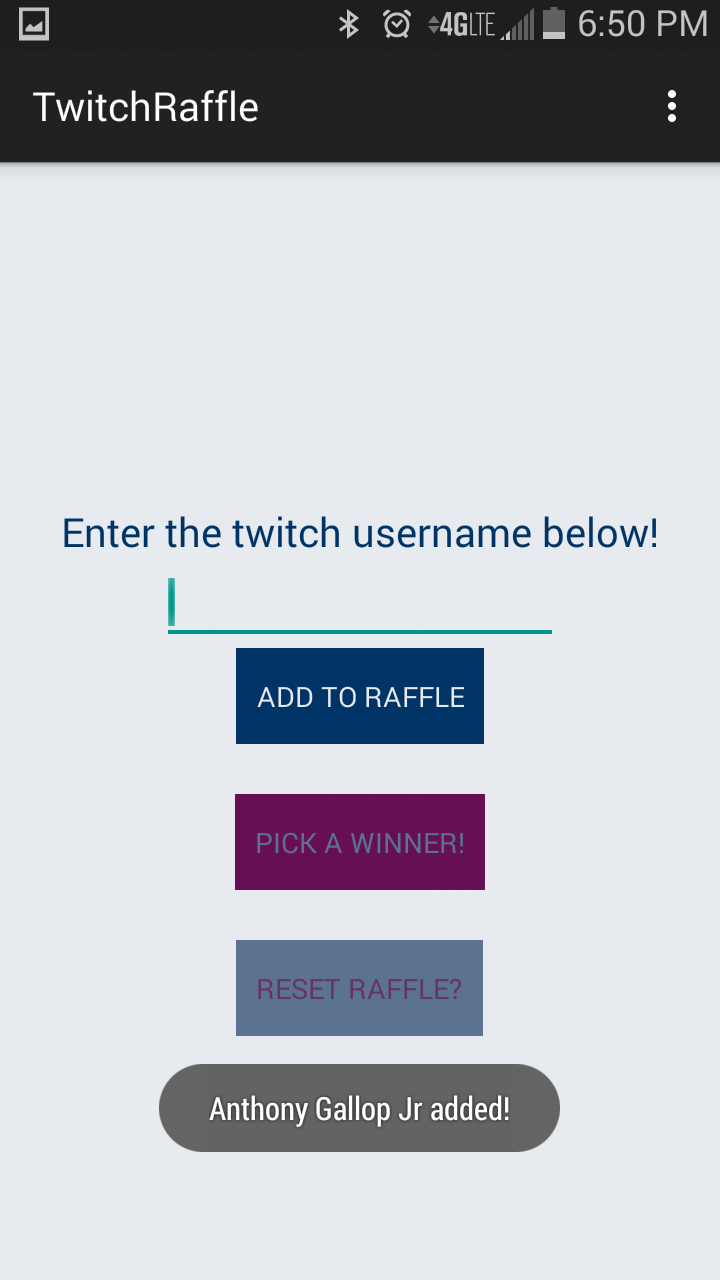 4GLTE 6:50 PM
TwitchRaffle
Enter the twitch username below!
ADD TO RAFFLE
PICK A WINNER!
RESET RAFFLE?
Anthony Gallop Jr added!